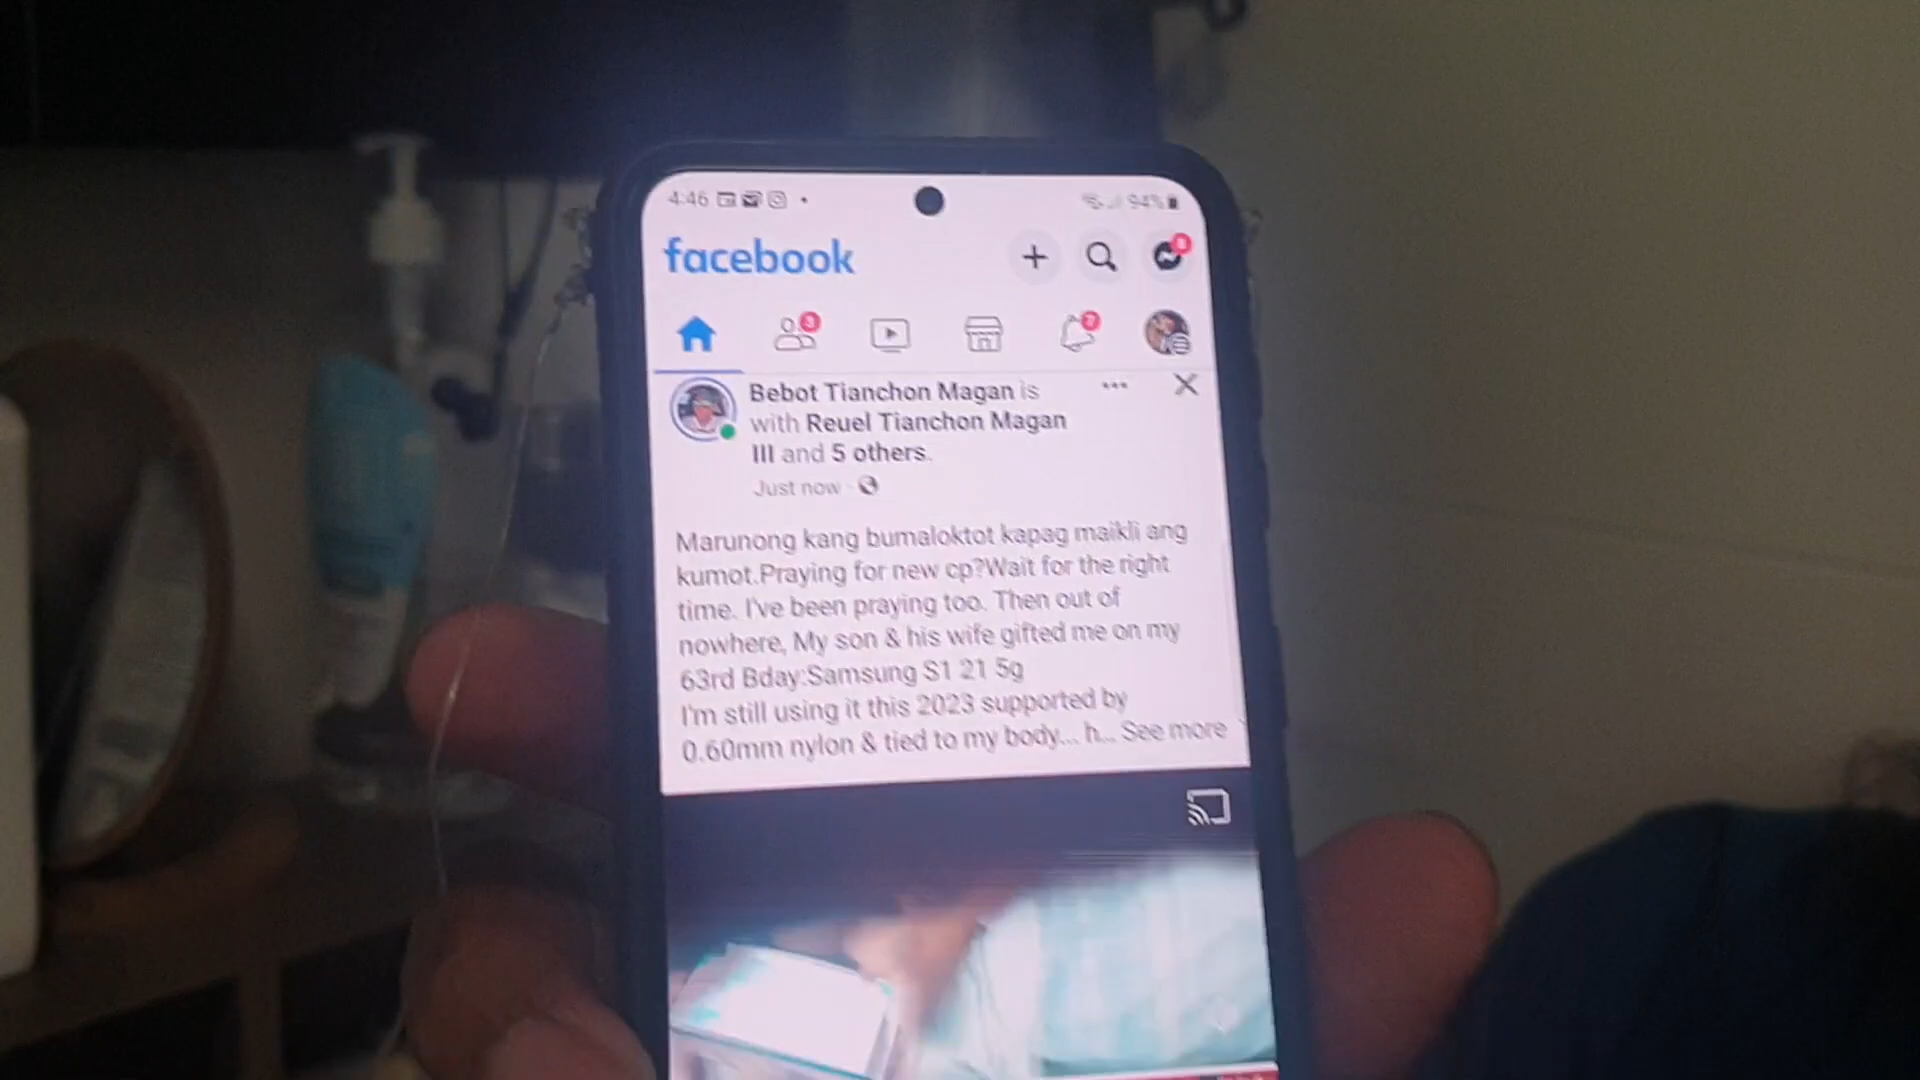 4:46
94%
facebook
3
7
Bebot Tianchon Magan is
with Reuel Tianchon Magan
III and 5 others.
Just now
Marunong kang bumaloktot kapag maikli ang
kumot.Praying for new cp?Wait for the right
time. I've been praying too. Then out of
nowhere, My son & his wife gifted me on my
63rd Bday:Samsung S1 21 5g
I'm still using it this 2023 supported by
0.60mm nylon & tied to my body... h... See more